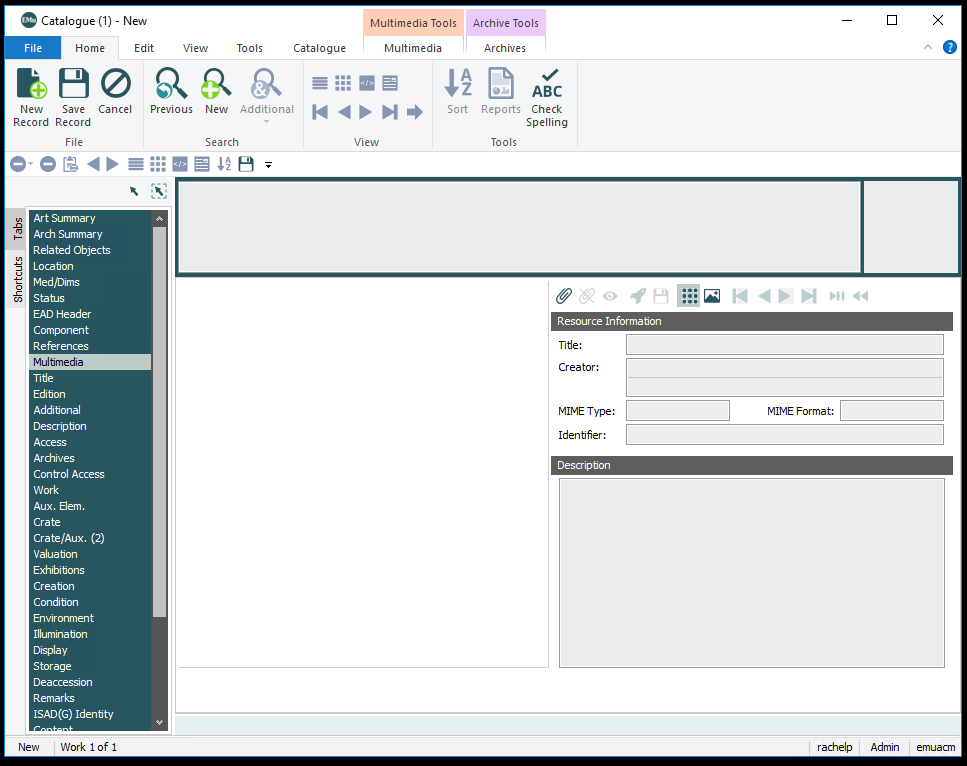 EMu Catalogue (1) - New
Multimedia Tools Archive Tools
File Home Edit View Tools Catalogue Multimedia Archives
New Record
Save Record
Cancel
Previous
New
Additional
Sort
Reports
ABC
Check Spelling
File Search View Tools
Tabs
Shortcuts
Art Summary
Arch Summary
Related Objects
Location
Med/Dims
Status
EAD Header
Component
References
Multimedia
Title
Edition
Additional
Description
Access
Archives
Control Access
Work
Aux. Elem.
Crate
Crate/Aux. (2)
Valuation
Exhibitions
Creation
Condition
Environment
Illumination
Display
Storage
Deaccession
Remarks
ISAD(G) Identity
Content
Resource Information
Title:
Creator:
MIME Type: MIME Format:
Identifier:
Description
New Work 1 of 1 rachelp Admin emuacm